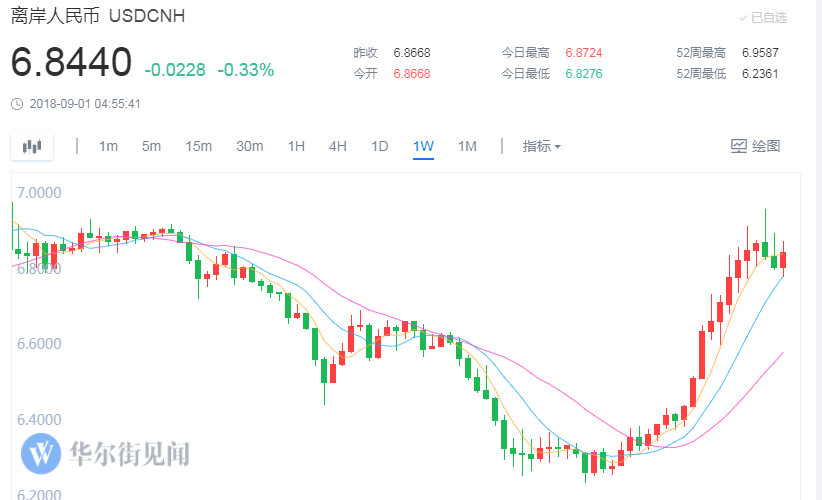 离岸人民币 USDCNH
已自选
6.8440 -0.0228 -0.33%
昨收 6.8668 今日最高 6.8724 52周最高 6.9587
今开 6.8668 今日最低 6.8276 52周最低 6.2361
2018-09-01 04:55:41
1m 5m 15m 30m 1H 4H 1D 1W 1M 指标 绘图
7.0000
6.8000
6.6000
6.4000
W 华尔街见闻
6.2000